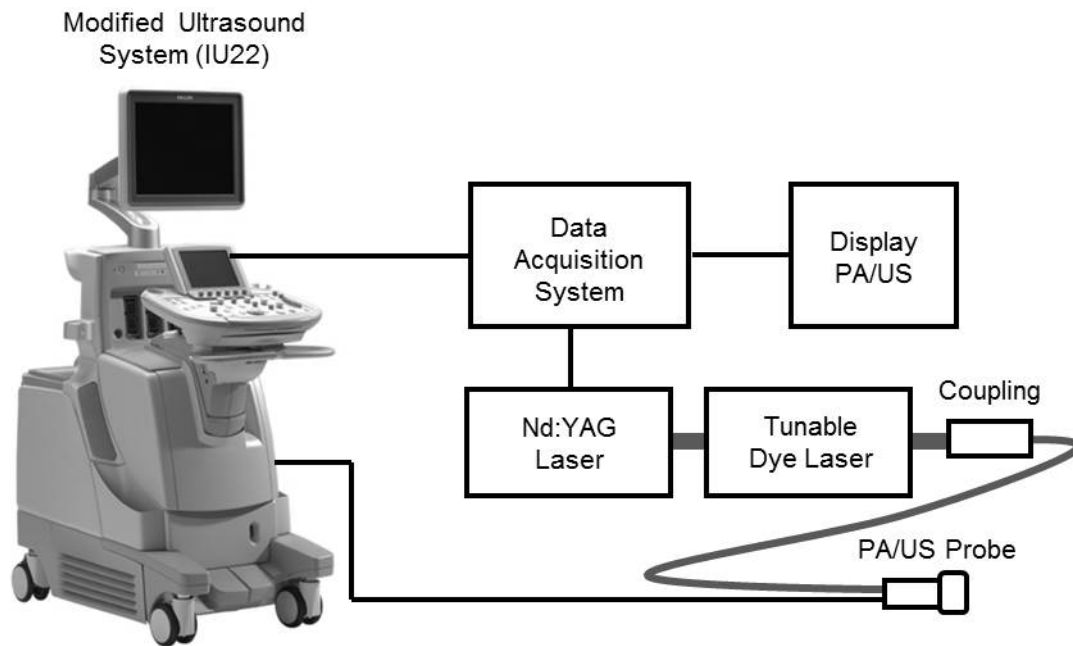 Modified Ultrasound
System (IU22)
Data
Acquisition
System
Display
PA/US
Nd:YAG
Laser
Tunable
Dye Laser
Coupling
PA/US Probe